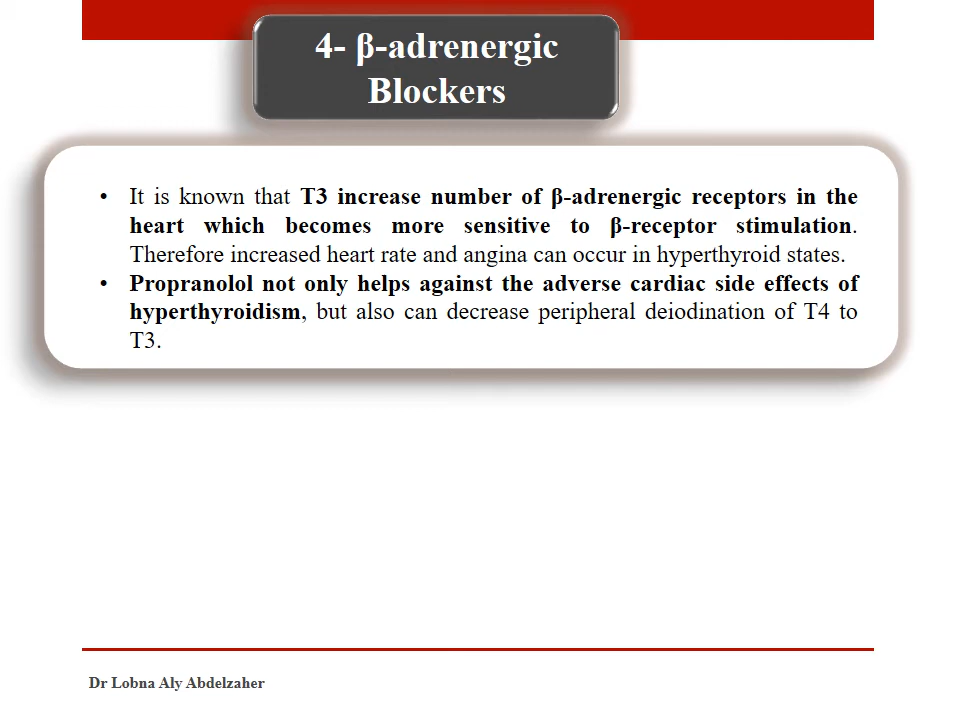 4- β-adrenergic
Blockers
• It is known that T3 increase number of β-adrenergic receptors in the
heart which becomes more sensitive to β-receptor stimulation.
Therefore increased heart rate and angina can occur in hyperthyroid states.
• Propranolol not only helps against the adverse cardiac side effects of
hyperthyroidism, but also can decrease peripheral deiodination of T4 to
T3.
Dr Lobna Aly Abdelzaher